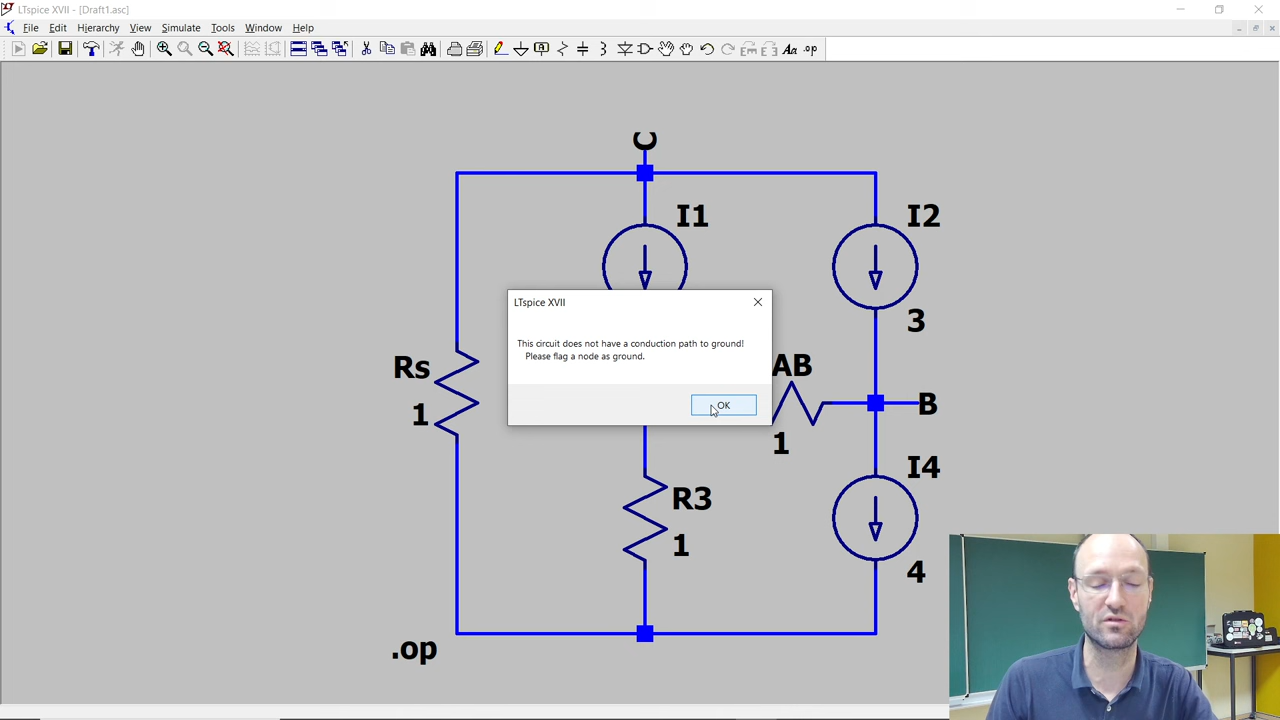 LTspice XVII - [Draft1.asc]
File Edit Hierarchy View Simulate Tools Window Help
Aa .op
C
I1
I2
LTspice XVII
This circuit does not have a conduction path to ground!
Please flag a node as ground.
OK
3
Rs
1
AB
1
B
I4
R3
1
4
.op